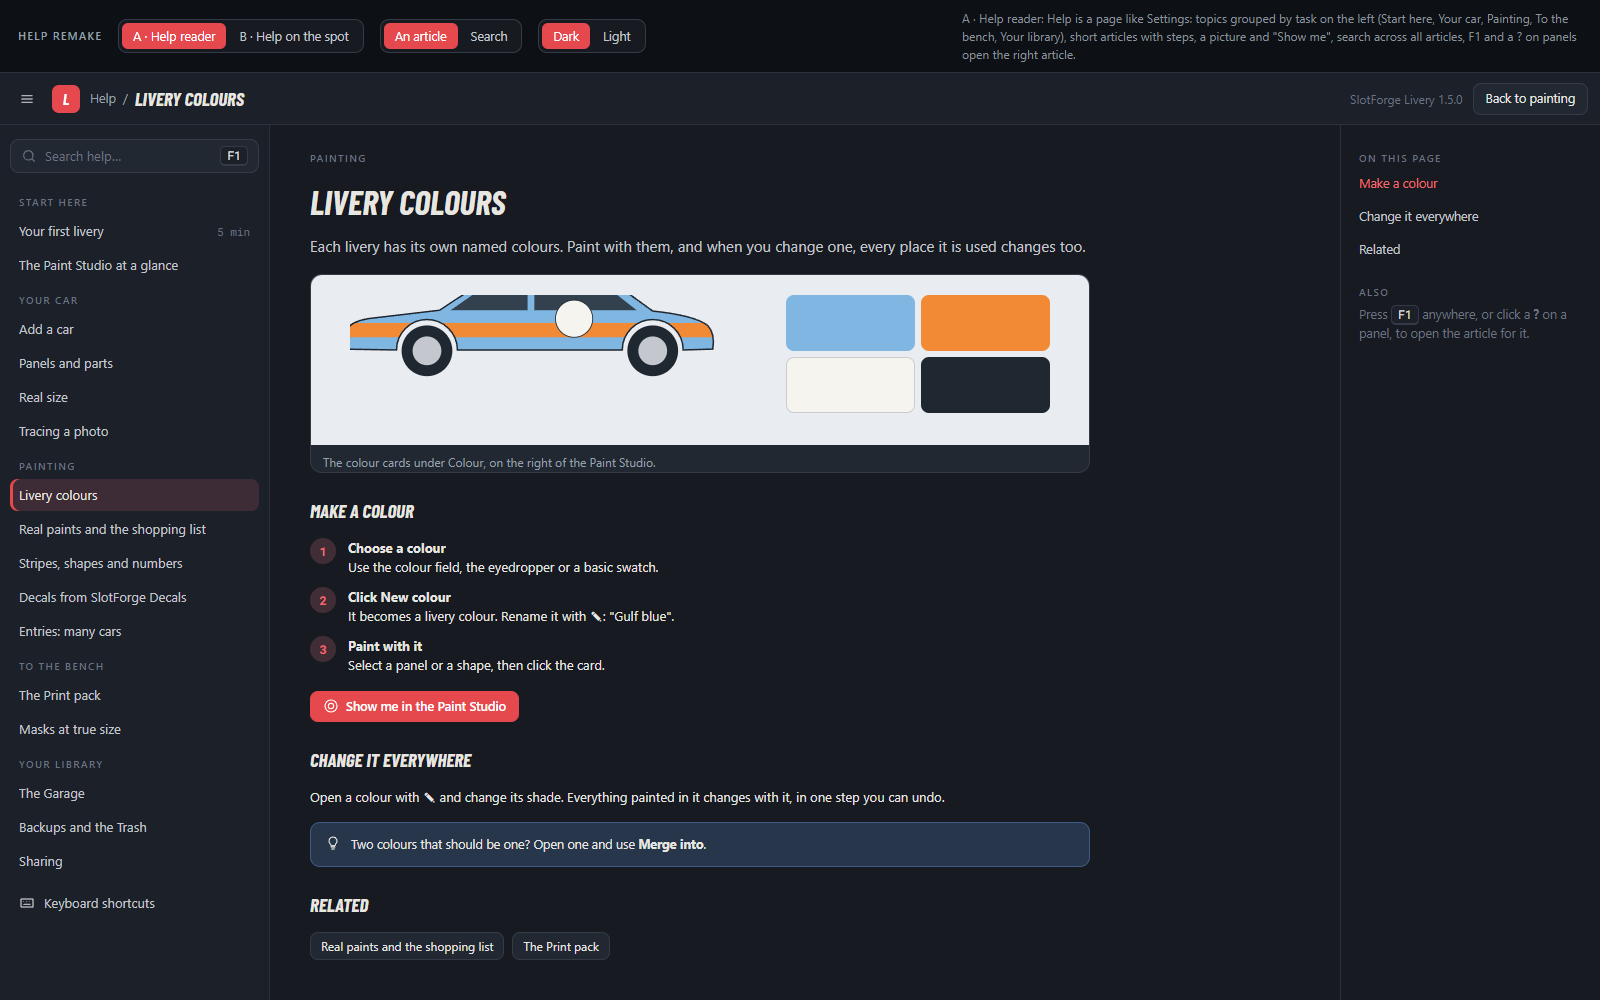 HELP REMAKE
A · Help reader
B · Help on the spot
An article
Search
Dark
Light
A · Help reader: Help is a page like Settings: topics grouped by task on the left (Start here, Your car, Painting, To the
bench, Your library), short articles with steps, a picture and "Show me", search across all articles, F1 and a ? on panels
open the right article.
L
Help / LIVERY COLOURS
SlotForge Livery 1.5.0
Back to painting
Search help...
F1
START HERE
Your first livery
5 min
The Paint Studio at a glance
YOUR CAR
Add a car
Panels and parts
Real size
Tracing a photo
PAINTING
Livery colours
Real paints and the shopping list
Stripes, shapes and numbers
Decals from SlotForge Decals
Entries: many cars
TO THE BENCH
The Print pack
Masks at true size
YOUR LIBRARY
The Garage
Backups and the Trash
Sharing
Keyboard shortcuts
PAINTING
LIVERY COLOURS
Each livery has its own named colours. Paint with them, and when you change one, every place it is used changes too.
The colour cards under Colour, on the right of the Paint Studio.
MAKE A COLOUR
1
Choose a colour
Use the colour field, the eyedropper or a basic swatch.
2
Click New colour
It becomes a livery colour. Rename it with ✎: "Gulf blue".
3
Paint with it
Select a panel or a shape, then click the card.
Show me in the Paint Studio
CHANGE IT EVERYWHERE
Open a colour with ✎ and change its shade. Everything painted in it changes with it, in one step you can undo.
Two colours that should be one? Open one and use Merge into.
RELATED
Real paints and the shopping list
The Print pack
ON THIS PAGE
Make a colour
Change it everywhere
Related
ALSO
Press F1 anywhere, or click a ? on a
panel, to open the article for it.